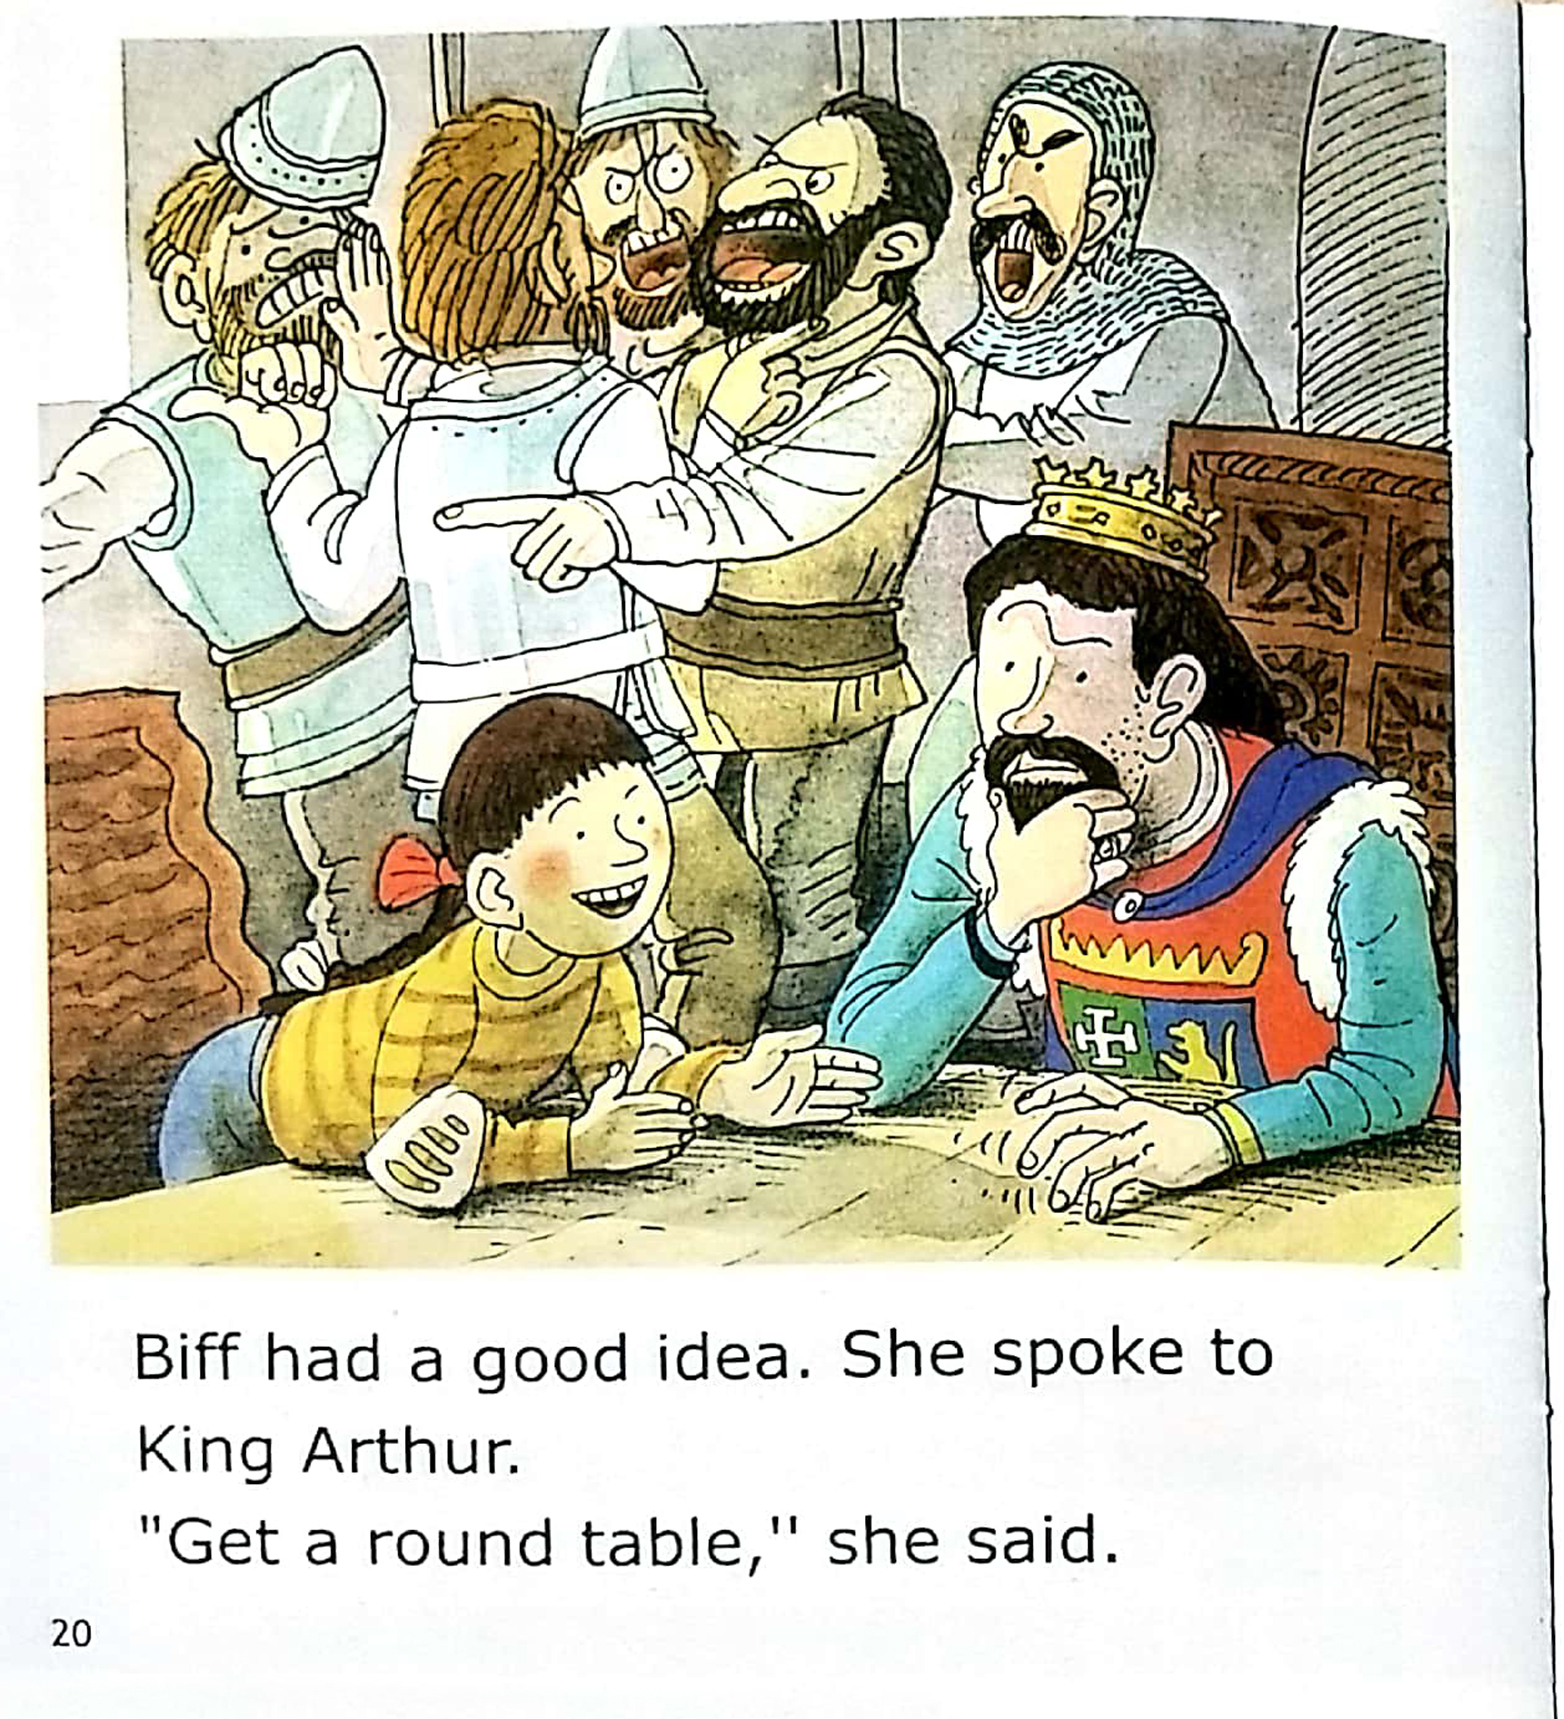 Biff had a good idea. She spoke to
King Arthur.
"Get a round table," she said.
20